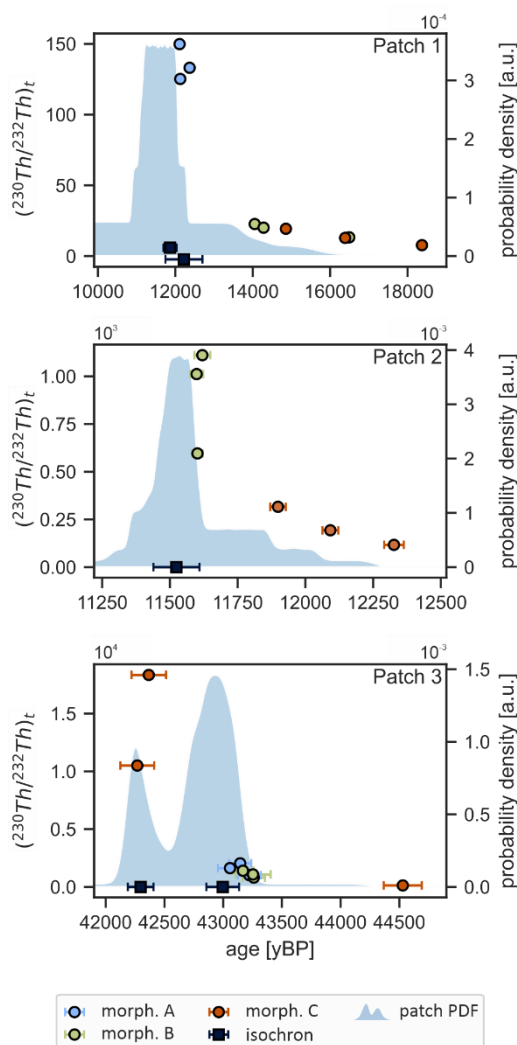 Patch 1
10⁻⁴
150
100
50
0
3
2
1
0
(²³⁰Th/²³²Th)ₜ
probability density [a.u.]
10000 12000 14000 16000 18000
10³
10⁻³
Patch 2
1.00
0.75
0.50
0.25
0.00
4
3
2
1
0
(²³⁰Th/²³²Th)ₜ
probability density [a.u.]
11250 11500 11750 12000 12250 12500
10⁴
10⁻³
Patch 3
1.5
1.0
0.5
0.0
1.5
1.0
0.5
0.0
(²³⁰Th/²³²Th)ₜ
probability density [a.u.]
42000 42500 43000 43500 44000 44500
age [yBP]
morph. A morph. C patch PDF
morph. B isochron